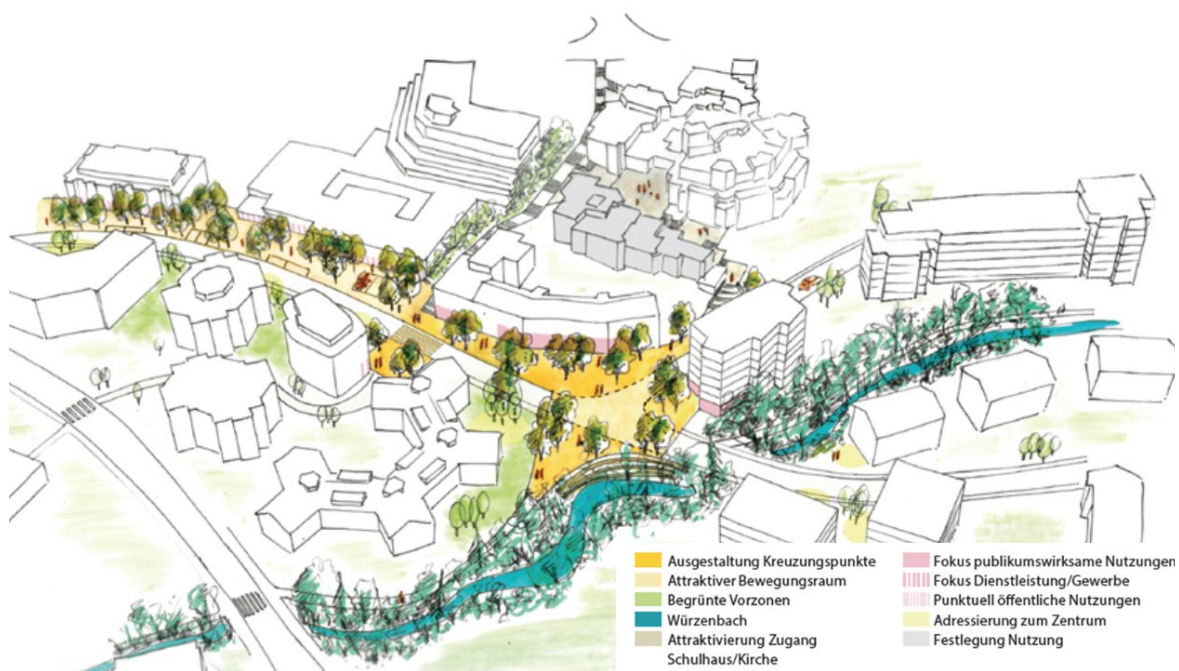 Ausgestaltung Kreuzungspunkte
Attraktiver Bewegungsraum
Begrünte Vorzonen
Würzenbach
Attraktivierung Zugang
Schulhaus/Kirche
Fokus publikumswirksame Nutzungen
Fokus Dienstleistung/Gewerbe
Punktuell öffentliche Nutzungen
Adressierung zum Zentrum
Festlegung Nutzung